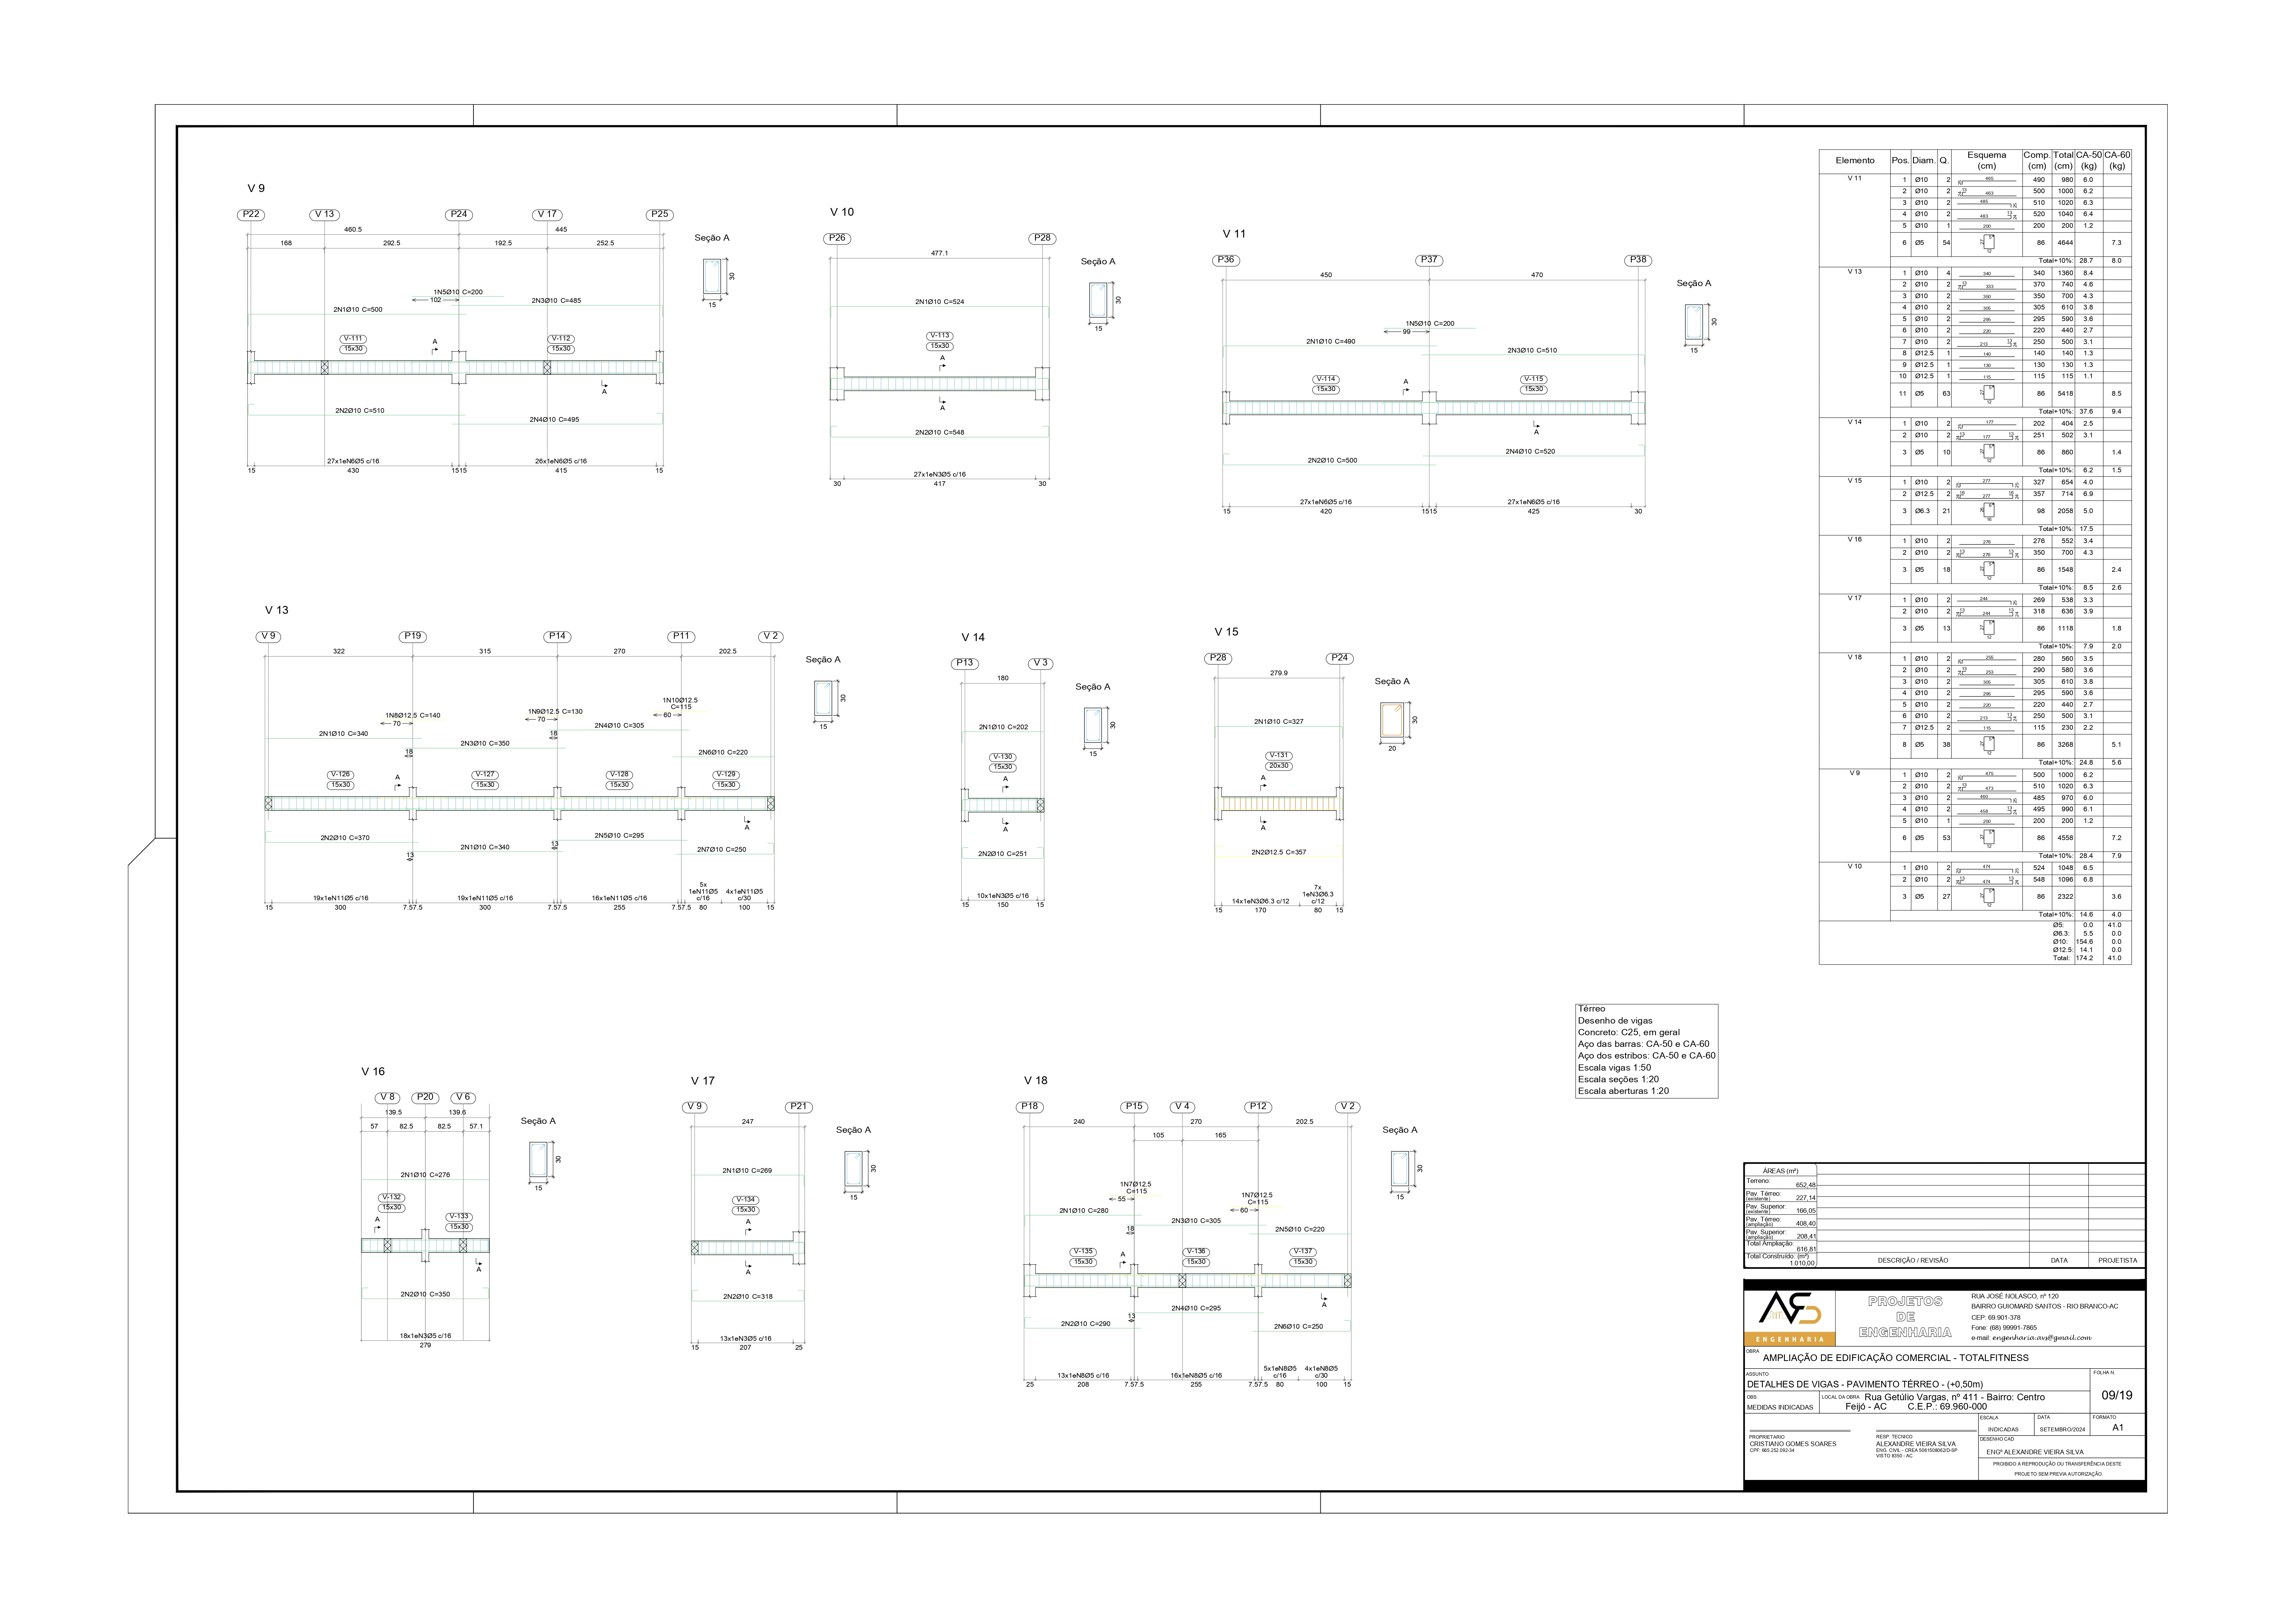 V 9
P22 V 13 P24 V 17 P25
460.5 445
168 292.5 192.5 252.5
1N5Ø10 C=200
102
2N3Ø10 C=485
2N1Ø10 C=500
V-111 15x30
V-112 15x30
A
A
2N2Ø10 C=510
2N4Ø10 C=495
27x1eN6Ø5 c/16 26x1eN6Ø5 c/16
15 430 1515 415 15
Seção A
30
15
V 10
P26 P28
477.1
2N1Ø10 C=524
V-113
15x30
A
A
2N2Ø10 C=548
27x1eN3Ø5 c/16
30 417 30
Seção A
30
15
V 11
P36 P37 P38
450 470
1N5Ø10 C=200
99
2N1Ø10 C=490
2N3Ø10 C=510
V-114 15x30
V-115 15x30
A
A
2N4Ø10 C=520
2N2Ø10 C=500
27x1eN6Ø5 c/16 27x1eN6Ø5 c/16
15 420 1515 425 30
Seção A
30
15
V 13
V 9 P19 P14 P11 V 2
322 315 270 202.5
1N10Ø12.5
C=115
60
1N9Ø12.5 C=130
70
1N8Ø12.5 C=140
70
2N4Ø10 C=305
2N1Ø10 C=340
18
2N3Ø10 C=350
18
2N6Ø10 C=220
V-126 V-127 V-128 V-129
15x30 15x30 15x30 15x30
A
A
2N2Ø10 C=370
2N5Ø10 C=295
2N1Ø10 C=340
13
2N7Ø10 C=250
13
5x
1eN11Ø5
c/16
4x1eN11Ø5
c/30
19x1eN11Ø5 c/16 19x1eN11Ø5 c/16 16x1eN11Ø5 c/16
15 300 7.57.5 300 7.57.5 255 7.57.5 80 100 15
Seção A
30
15
V 14
P13 V 3
180
2N1Ø10 C=202
V-130
15x30
A
A
2N2Ø10 C=251
10x1eN3Ø5 c/16
15 150 15
Seção A
30
15
V 15
P28 P24
279.9
2N1Ø10 C=327
V-131
20x30
A
A
2N2Ø12.5 C=357
7x
1eN3Ø6.3
c/12
14x1eN3Ø6.3 c/12
15 170 80 15
Seção A
30
20
V 16
V 8 P20 V 6
139.5 139.6
57 82.5 82.5 57.1
2N1Ø10 C=276
V-132
15x30
V-133
15x30
A
A
2N2Ø10 C=350
18x1eN3Ø5 c/16
279
Seção A
30
15
V 17
V 9 P21
247
2N1Ø10 C=269
V-134
15x30
A
A
2N2Ø10 C=318
13x1eN3Ø5 c/16
15 207 25
Seção A
30
15
V 18
P18 P15 V 4 P12 V 2
240 270 202.5
105 165
1N7Ø12.5
C=115
55
1N7Ø12.5
C=115
60
2N1Ø10 C=280
2N3Ø10 C=305
18
2N5Ø10 C=220
V-135 V-136 V-137
15x30 15x30 15x30
A
A
2N4Ø10 C=295
13
2N2Ø10 C=290
2N6Ø10 C=250
5x1eN8Ø5
c/16
4x1eN8Ø5
c/30
13x1eN8Ø5 c/16 16x1eN8Ø5 c/16
25 208 7.57.5 255 7.57.5 80 100 15
Seção A
30
15
Elemento Pos. Diam. Q. Esquema (cm) Comp. (cm) Total (cm) CA-50 (kg) CA-60 (kg)
V 11 1 Ø10 2 465 490 980 6.0
2 Ø10 2 13 463 500 1000 6.2
3 Ø10 2 485 510 1020 6.3
4 Ø10 2 483 13 520 1040 6.4
5 Ø10 1 200 200 200 1.2
6 Ø5 54 27 12 86 4644 7.3
Total+10%: 28.7 8.0
V 13 1 Ø10 4 340 340 1360 8.4
2 Ø10 2 13 333 370 740 4.6
3 Ø10 2 350 350 700 4.3
4 Ø10 2 305 305 610 3.8
5 Ø10 2 295 295 590 3.6
6 Ø10 2 220 220 440 2.7
7 Ø10 2 213 13 250 500 3.1
8 Ø12.5 1 140 140 140 1.3
9 Ø12.5 1 130 130 130 1.3
10 Ø12.5 1 115 115 115 1.1
11 Ø5 63 27 12 86 5418 8.5
Total+10%: 37.6 9.4
V 14 1 Ø10 2 177 202 404 2.5
2 Ø10 2 13 177 13 251 502 3.1
3 Ø5 10 27 12 86 860 1.4
Total+10%: 6.2 1.5
V 15 1 Ø10 2 277 327 654 4.0
2 Ø12.5 2 16 277 16 357 714 6.9
3 Ø6.3 21 26 16 98 2058 5.0
Total+10%: 17.5
V 16 1 Ø10 2 276 276 552 3.4
2 Ø10 2 13 276 13 350 700 4.3
3 Ø5 18 27 12 86 1548 2.4
Total+10%: 8.5 2.6
V 17 1 Ø10 2 244 269 538 3.3
2 Ø10 2 13 244 13 318 636 3.9
3 Ø5 13 27 12 86 1118 1.8
Total+10%: 7.9 2.0
V 18 1 Ø10 2 255 280 560 3.5
2 Ø10 2 13 253 290 580 3.6
3 Ø10 2 305 305 610 3.8
4 Ø10 2 295 295 590 3.6
5 Ø10 2 220 220 440 2.7
6 Ø10 2 213 13 250 500 3.1
7 Ø12.5 2 115 115 230 2.2
8 Ø5 38 27 12 86 3268 5.1
Total+10%: 24.8 5.6
V 9 1 Ø10 2 475 500 1000 6.2
2 Ø10 2 13 473 510 1020 6.3
3 Ø10 2 460 485 970 6.0
4 Ø10 2 458 13 495 990 6.1
5 Ø10 1 200 200 200 1.2
6 Ø5 53 27 12 86 4558 7.2
Total+10%: 28.4 7.9
V 10 1 Ø10 2 474 524 1048 6.5
2 Ø10 2 13 474 13 548 1096 6.8
3 Ø5 27 27 12 86 2322 3.6
Total+10%: 14.6 4.0
Ø5: 0.0 41.0
Ø6.3: 5.5 0.0
Ø10: 154.6 0.0
Ø12.5: 14.1 0.0
Total: 174.2 41.0
Térreo
Desenho de vigas
Concreto: C25, em geral
Aço das barras: CA-50 e CA-60
Aço dos estribos: CA-50 e CA-60
Escala vigas 1:50
Escala seções 1:20
Escala aberturas 1:20
ÁREAS (m²)
Terreno: 652,48
Pav. Térreo: (existente) 227,14
Pav. Superior: (existente) 166,05
Pav. Térreo: (ampliação) 408,40
Pav. Superior: (ampliação) 208,41
Total Ampliação: 616,81
Total Construído: (m²) 1.010,00
DESCRIÇÃO / REVISÃO DATA PROJETISTA
ENGENHARIA
PROJETOS
DE
ENGENHARIA
RUA JOSÉ NOLASCO, nº 120
BAIRRO GUIOMARD SANTOS - RIO BRANCO-AC
CEP: 69.901-378
Fone: (68) 99991-7865
e-mail: engenharia.avs@gmail.com
OBRA
AMPLIAÇÃO DE EDIFICAÇÃO COMERCIAL - TOTALFITNESS
ASSUNTO
DETALHES DE VIGAS - PAVIMENTO TÉRREO - (+0,50m)
FOLHA N.
09/19
OBS:
MEDIDAS INDICADAS
LOCAL DA OBRA Rua Getúlio Vargas, nº 411 - Bairro: Centro
Feijó - AC C.E.P.: 69.960-000
ESCALA
INDICADAS
DATA
SETEMBRO/2024
FORMATO
A1
PROPRIETARIO
CRISTIANO GOMES SOARES
CPF: 665.252.092-34
RESP. TECNICO
ALEXANDRE VIEIRA SILVA
ENG. CIVIL - CREA 5061508062/D-SP
VISTO 8350 - AC
DESENHO CAD
ENGº ALEXANDRE VIEIRA SILVA
PROIBIDO A REPRODUÇÃO OU TRANSFERÊNCIA DESTE
PROJETO SEM PREVIA AUTORIZAÇÃO.